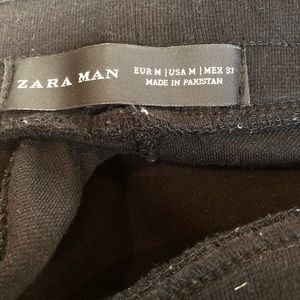 ZARA MAN
EUR M | USA M | MEX 37
MADE IN PAKISTAN